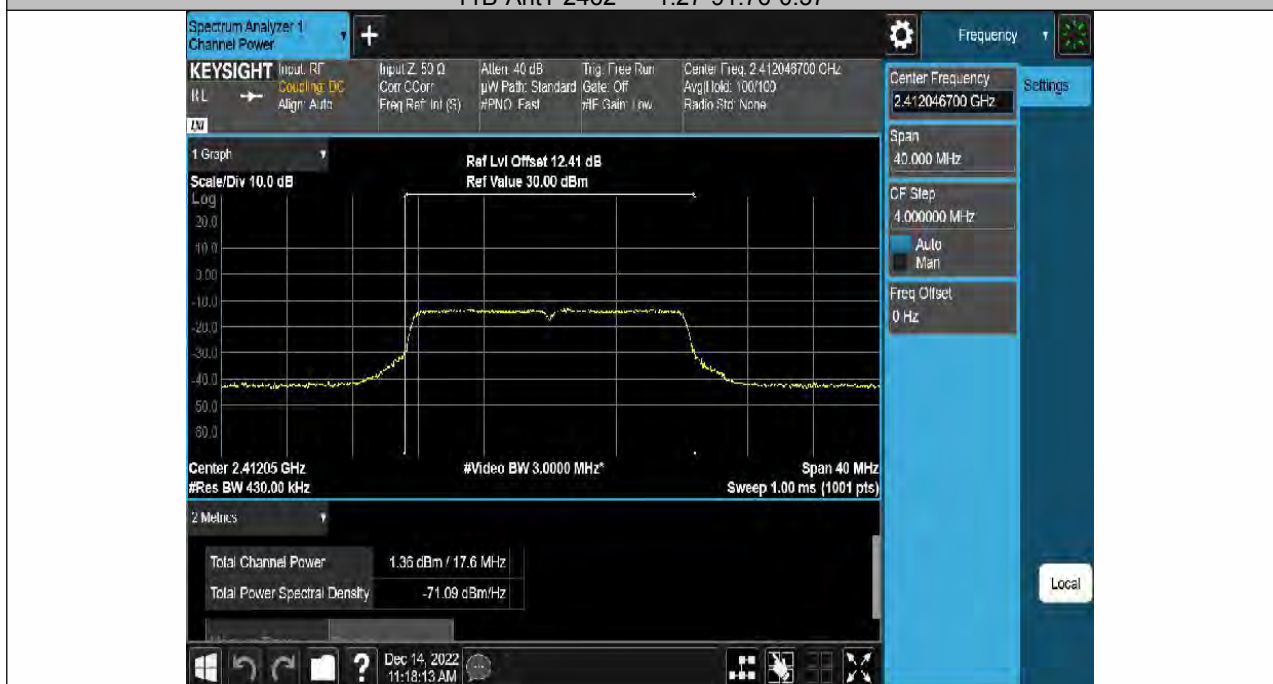 Spectrum Analyzer 1
Channel Power
+
Frequency
KEYSIGHT Input: RF
Coupling: DC
Align: Auto
RL
Input Z: 50 Ω
Corr CCorr
Freq Ref: Int (S)
Atten: 40 dB
µW Path: Standard
#PNO: Fast
Trig: Free Run
Gate: Off
#IF Gain: Low
Center Freq: 2.412046700 GHz
Avg|Hold: 100/100
Radio Std: None
Center Frequency
2.412046700 GHz
Settings
Span
40.000 MHz
CF Step
4.000000 MHz
Auto
Man
Freq Offset
0 Hz
1 Graph
Scale/Div 10.0 dB
Ref Lvl Offset 12.41 dB
Ref Value 30.00 dBm
Log
20.0
10.0
0.00
-10.0
-20.0
-30.0
-40.0
-50.0
-60.0
Center 2.41205 GHz
#Res BW 430.00 kHz
#Video BW 3.0000 MHz*
Span 40 MHz
Sweep 1.00 ms (1001 pts)
2 Metrics
Total Channel Power 1.36 dBm / 17.6 MHz
Total Power Spectral Density -71.09 dBm/Hz
Local
? Dec 14, 2022
11:18:13 AM